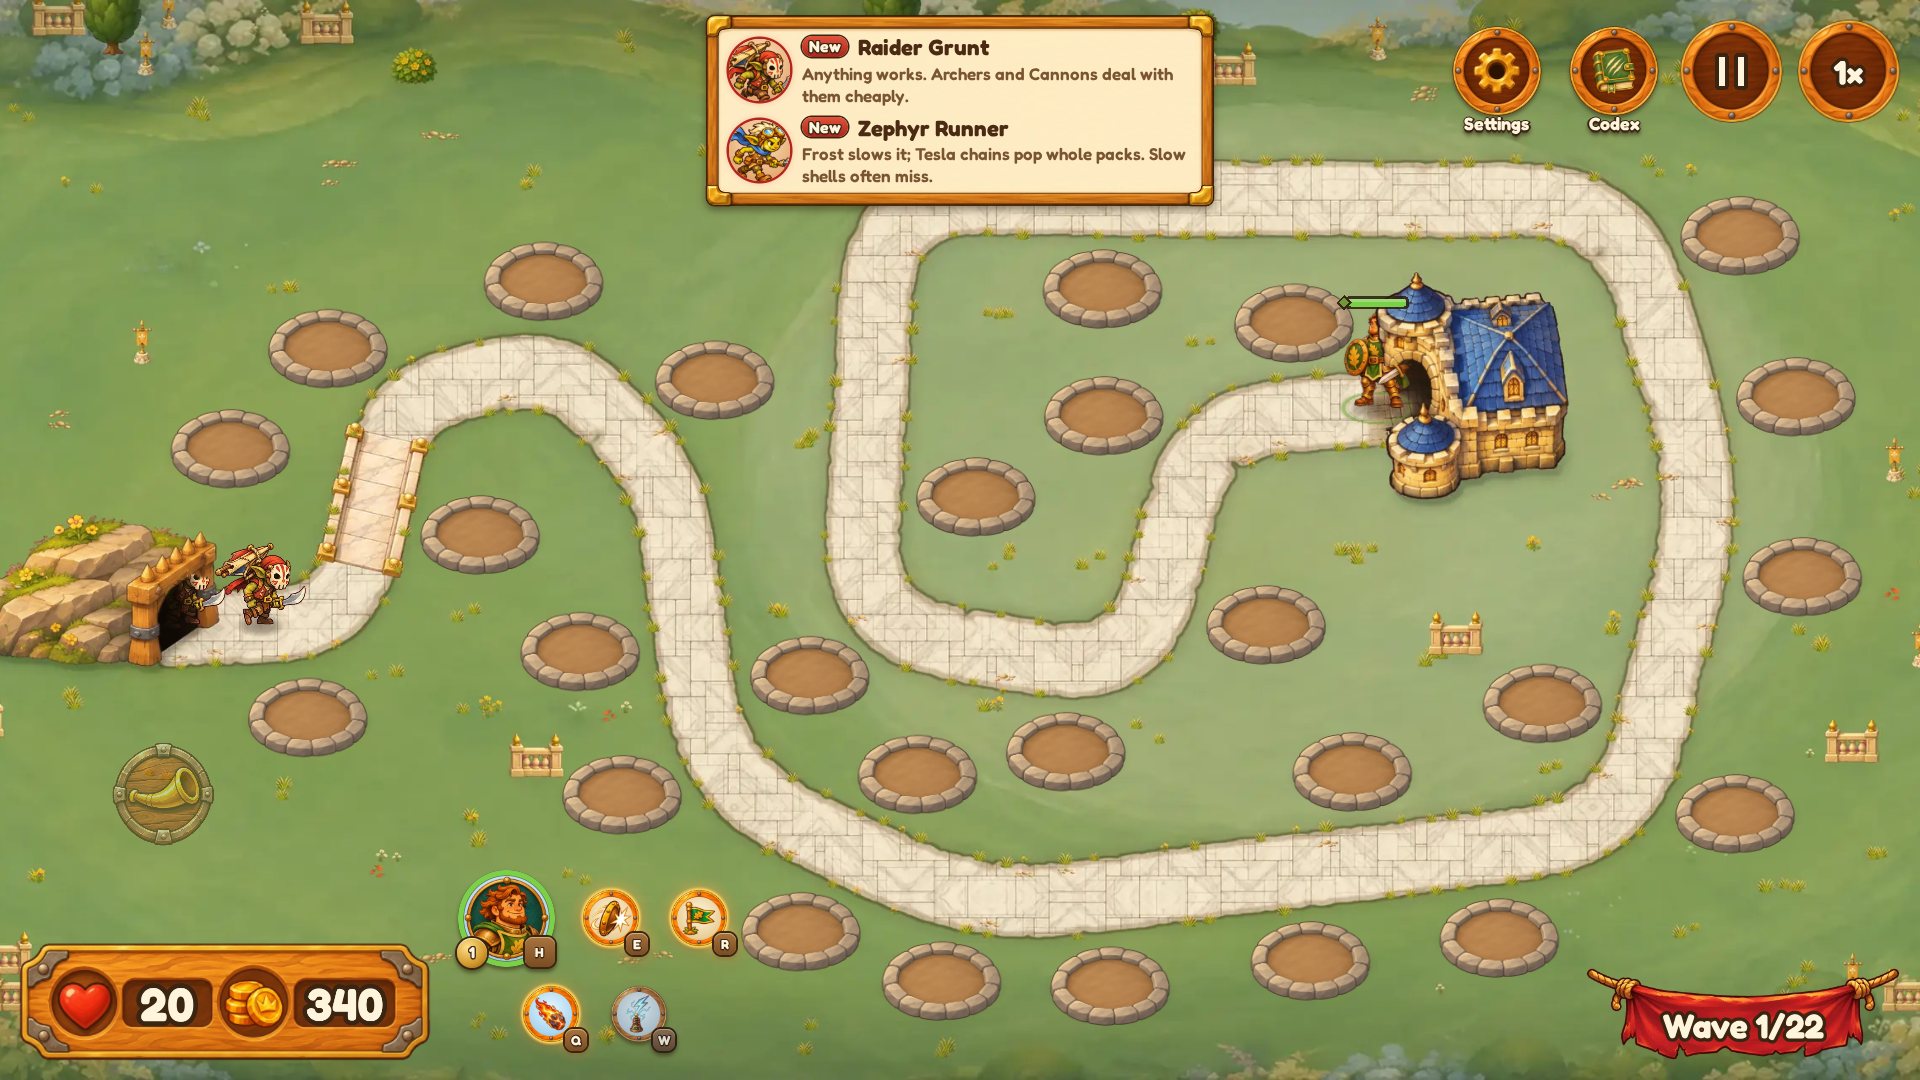 New Raider Grunt
Anything works. Archers and Cannons deal with
them cheaply.
New Zephyr Runner
Frost slows it; Tesla chains pop whole packs. Slow
shells often miss.
1x
Settings
Codex
1
H
E
R
20
340
Q
W
Wave 1/22